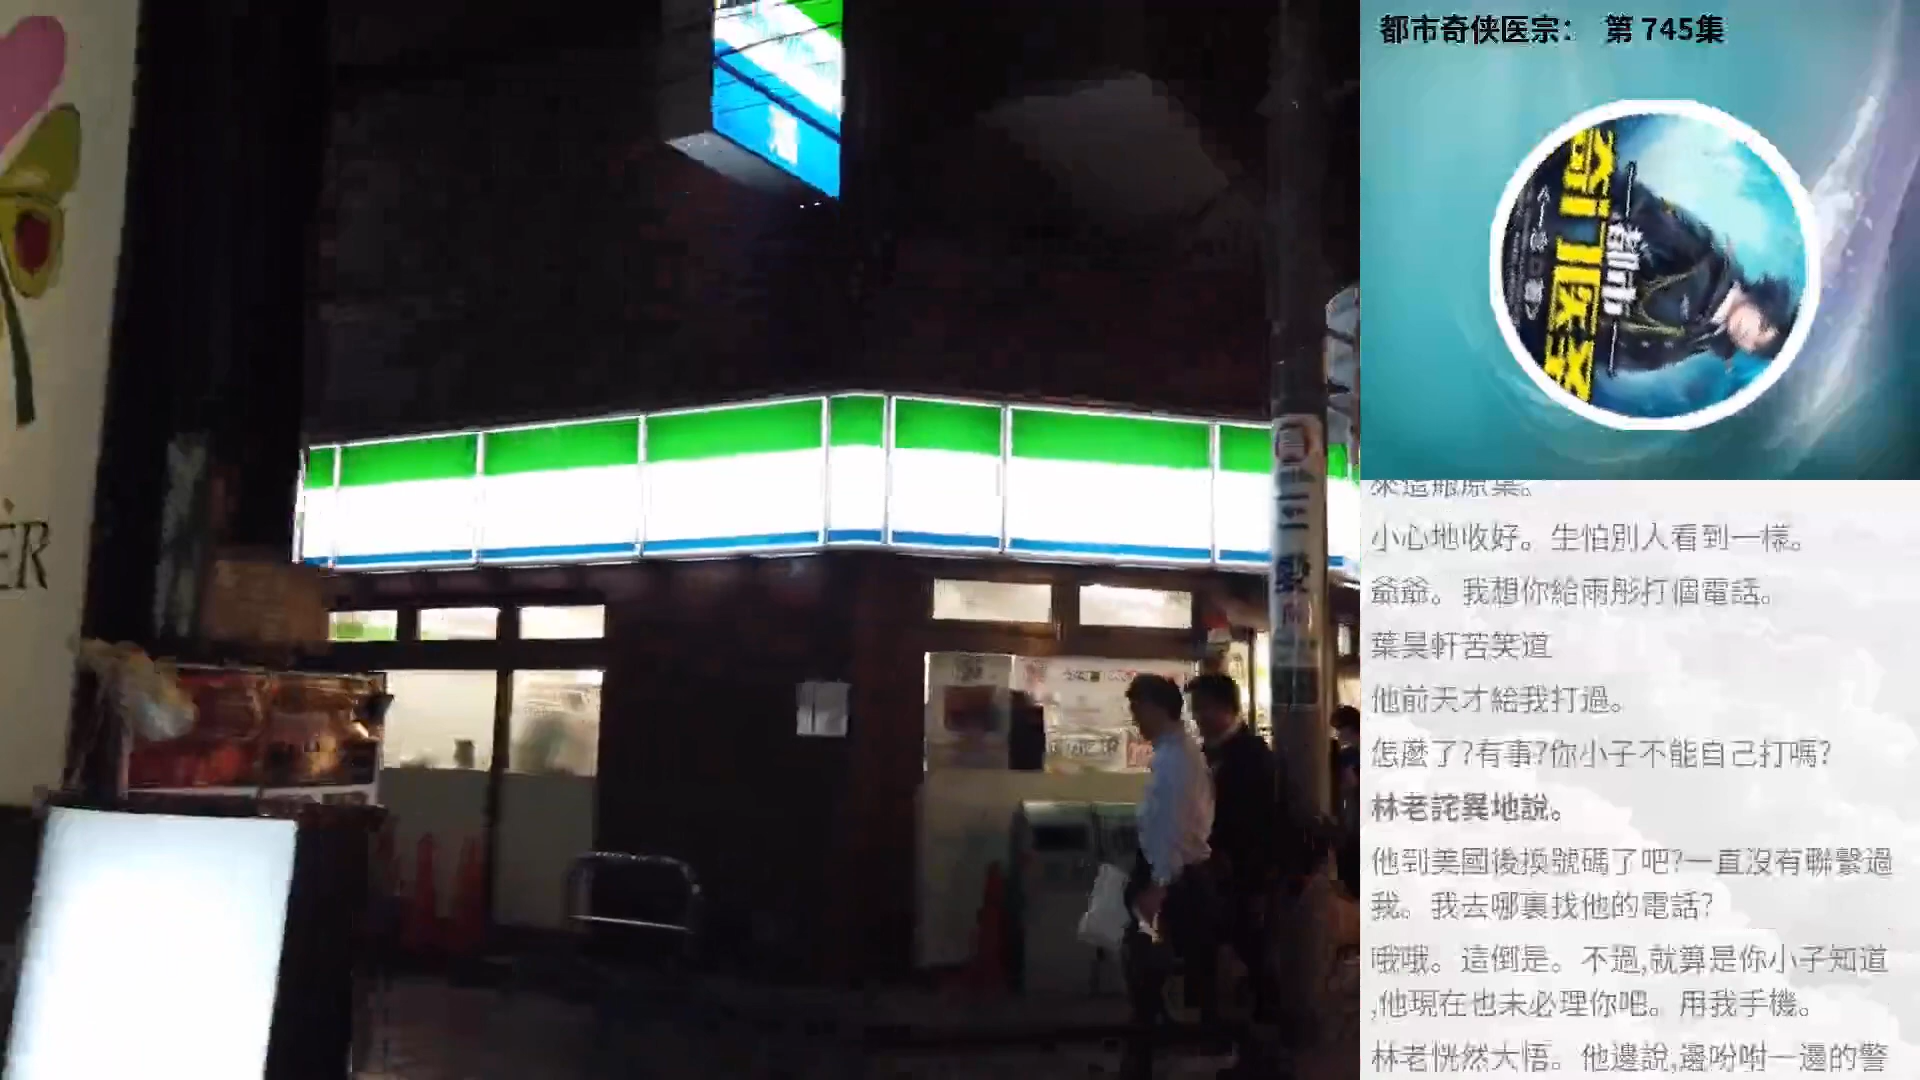 都市奇侠医宗： 第 745集
都市
小心地收好。生怕別人看到一樣。
爺爺。我想你給雨彤打個電話。
葉昊軒苦笑道
他前天才給我打過。
怎麼了?有事?你小子不能自己打嗎?
林老詫異地說。
他到美國後換號碼了吧?一直沒有聯繫過
我。我去哪裏找他的電話?
哦哦。這倒是。不過,就算是你小子知道
,他現在也未必理你吧。用我手機。
林老恍然大悟。他邊說,邊吩咐一邊的警
酒
ER